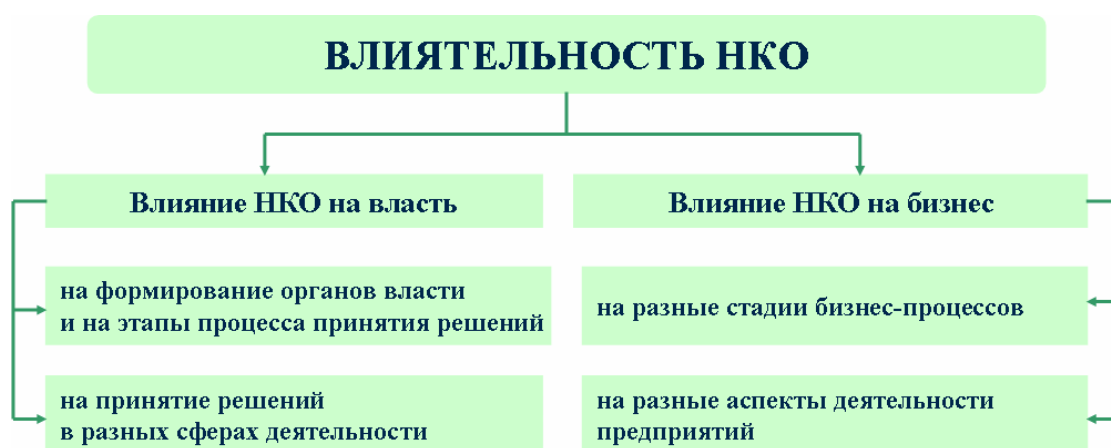 ВЛИЯТЕЛЬНОСТЬ НКО
Влияние НКО на власть
Влияние НКО на бизнес
на формирование органов власти
и на этапы процесса принятия решений
на разные стадии бизнес-процессов
на принятие решений
в разных сферах деятельности
на разные аспекты деятельности
предприятий